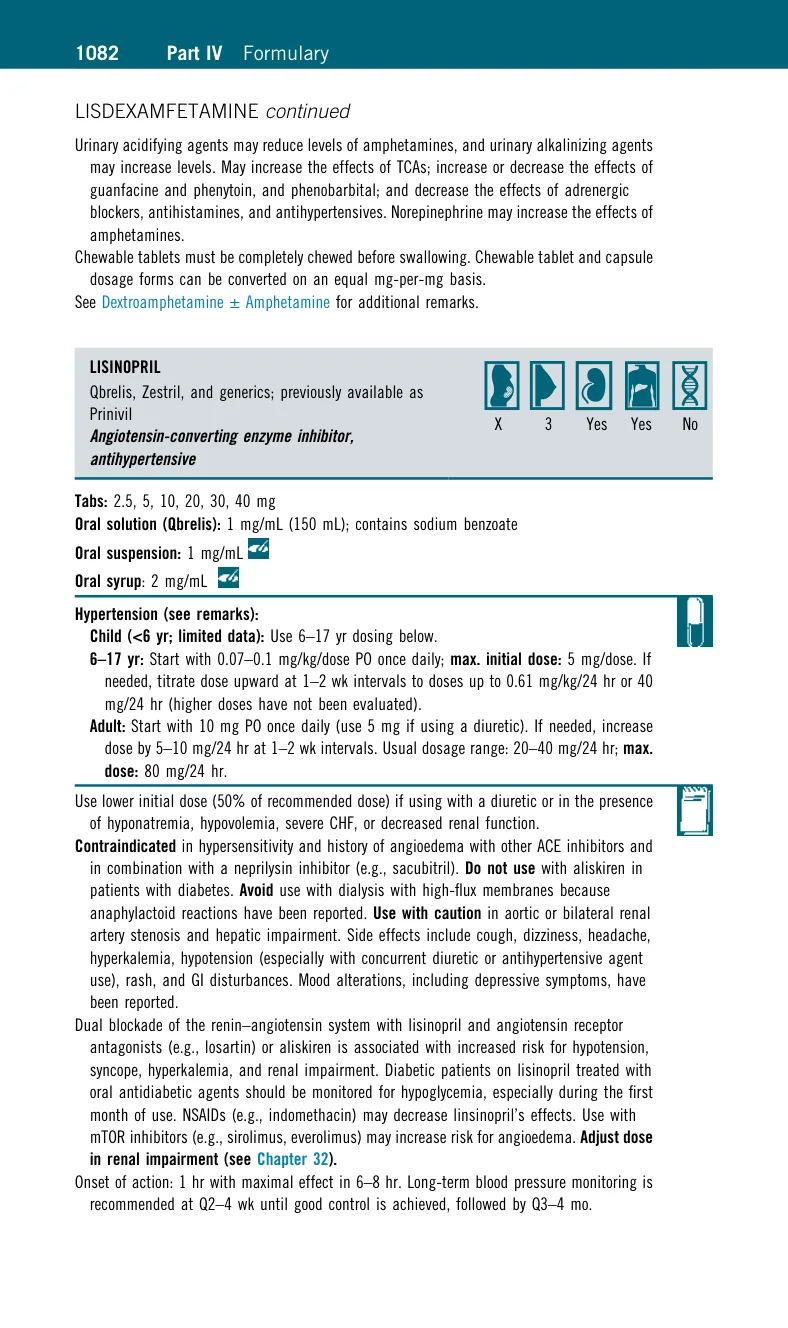 1082 Part IV Formulary
LISDEXAMFETAMINE continued
Urinary acidifying agents may reduce levels of amphetamines, and urinary alkalinizing agents
may increase levels. May increase the effects of TCAs; increase or decrease the effects of
guanfacine and phenytoin, and phenobarbital; and decrease the effects of adrenergic
blockers, antihistamines, and antihypertensives. Norepinephrine may increase the effects of
amphetamines.
Chewable tablets must be completely chewed before swallowing. Chewable tablet and capsule
dosage forms can be converted on an equal mg-per-mg basis.
See Dextroamphetamine ± Amphetamine for additional remarks.
LISINOPRIL
Qbrelis, Zestril, and generics; previously available as
Prinivil
Angiotensin-converting enzyme inhibitor,
antihypertensive
X 3 Yes Yes No
Tabs: 2.5, 5, 10, 20, 30, 40 mg
Oral solution (Qbrelis): 1 mg/mL (150 mL); contains sodium benzoate
Oral suspension: 1 mg/mL
Oral syrup: 2 mg/mL
Hypertension (see remarks):
Child (<6 yr; limited data): Use 6–17 yr dosing below.
6–17 yr: Start with 0.07–0.1 mg/kg/dose PO once daily; max. initial dose: 5 mg/dose. If
needed, titrate dose upward at 1–2 wk intervals to doses up to 0.61 mg/kg/24 hr or 40
mg/24 hr (higher doses have not been evaluated).
Adult: Start with 10 mg PO once daily (use 5 mg if using a diuretic). If needed, increase
dose by 5–10 mg/24 hr at 1–2 wk intervals. Usual dosage range: 20–40 mg/24 hr; max.
dose: 80 mg/24 hr.
Use lower initial dose (50% of recommended dose) if using with a diuretic or in the presence
of hyponatremia, hypovolemia, severe CHF, or decreased renal function.
Contraindicated in hypersensitivity and history of angioedema with other ACE inhibitors and
in combination with a neprilysin inhibitor (e.g., sacubitril). Do not use with aliskiren in
patients with diabetes. Avoid use with dialysis with high-flux membranes because
anaphylactoid reactions have been reported. Use with caution in aortic or bilateral renal
artery stenosis and hepatic impairment. Side effects include cough, dizziness, headache,
hyperkalemia, hypotension (especially with concurrent diuretic or antihypertensive agent
use), rash, and GI disturbances. Mood alterations, including depressive symptoms, have
been reported.
Dual blockade of the renin–angiotensin system with lisinopril and angiotensin receptor
antagonists (e.g., losartin) or aliskiren is associated with increased risk for hypotension,
syncope, hyperkalemia, and renal impairment. Diabetic patients on lisinopril treated with
oral antidiabetic agents should be monitored for hypoglycemia, especially during the first
month of use. NSAIDs (e.g., indomethacin) may decrease linsinopril's effects. Use with
mTOR inhibitors (e.g., sirolimus, everolimus) may increase risk for angioedema. Adjust dose
in renal impairment (see Chapter 32).
Onset of action: 1 hr with maximal effect in 6–8 hr. Long-term blood pressure monitoring is
recommended at Q2–4 wk until good control is achieved, followed by Q3–4 mo.